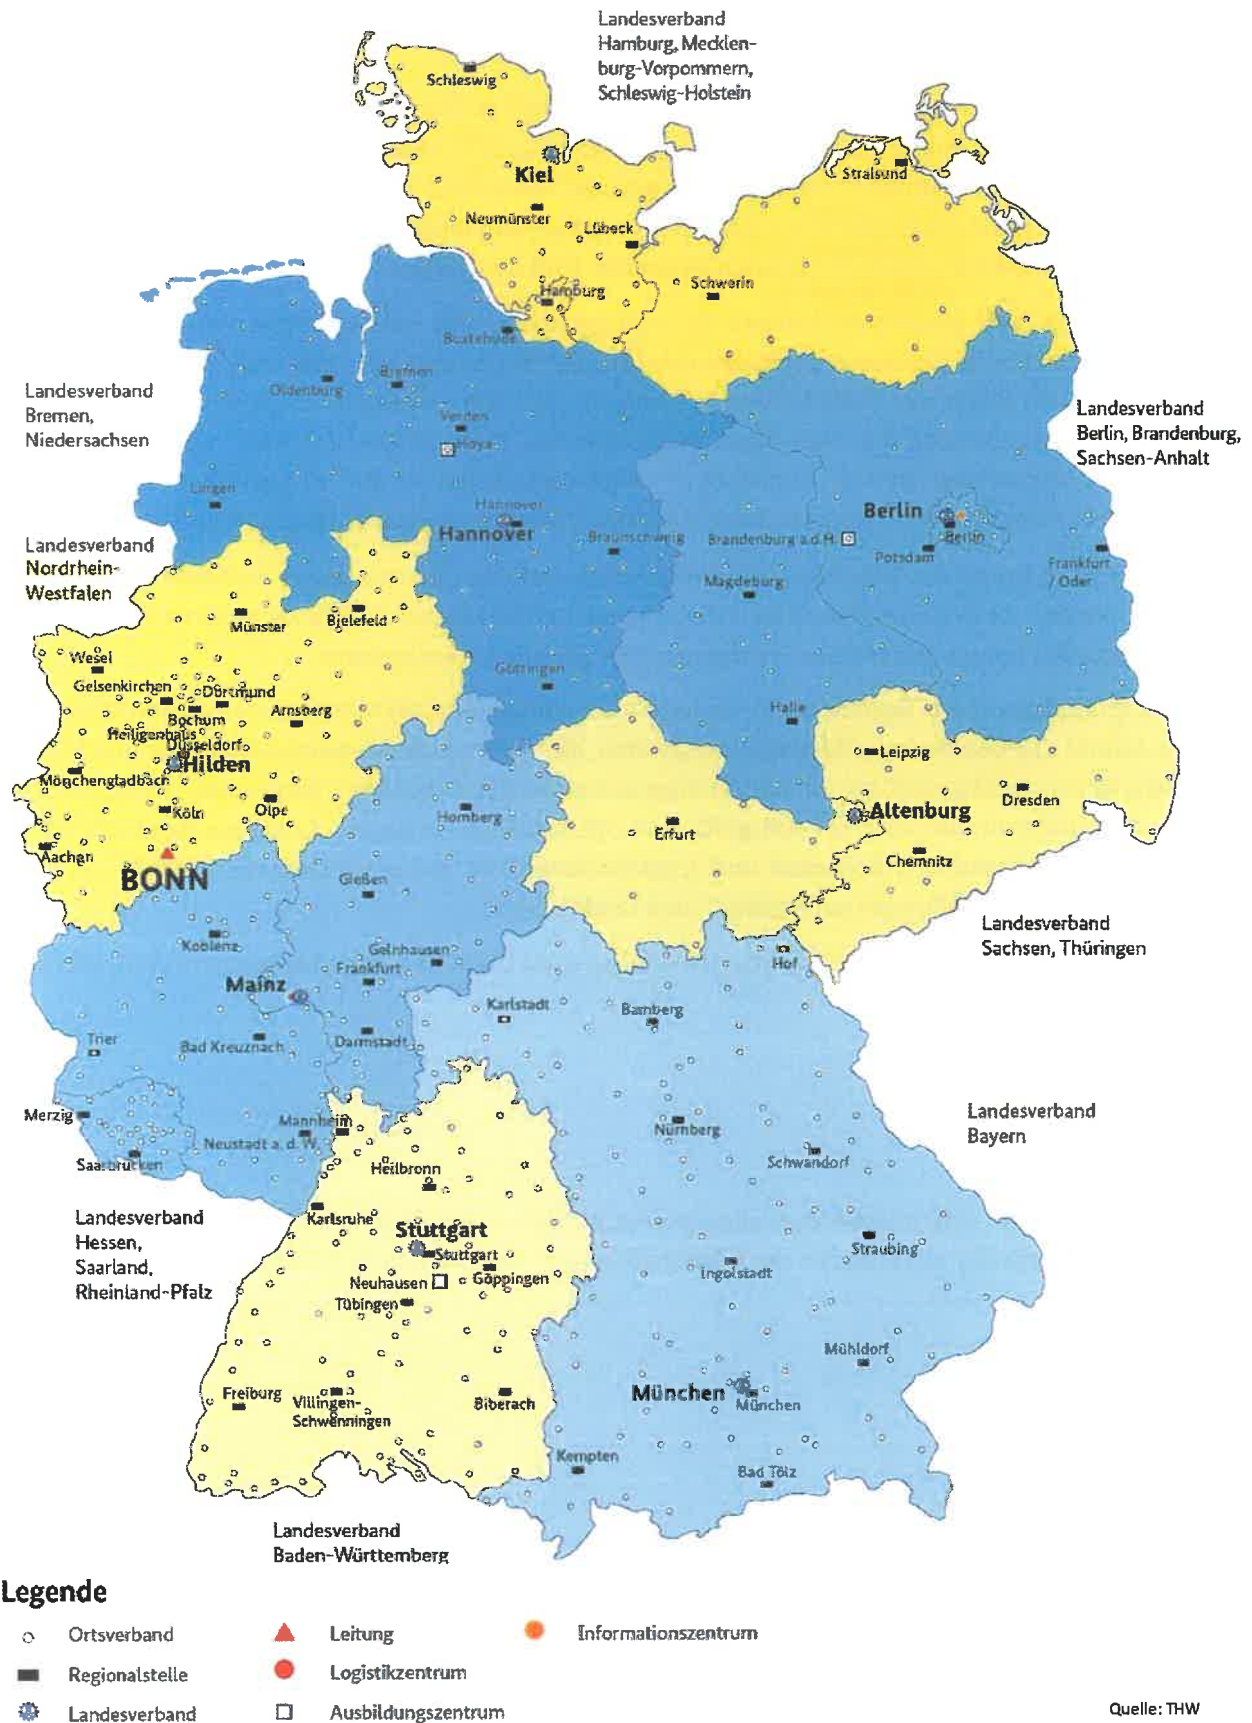 Landesverband
Hamburg, Mecklen-
burg-Vorpommern,
Schleswig-Holstein
Schleswig
Kiel
Stralsund
Neumünster
Lübeck
Schwerin
Hamburg
Buxtehude
Landesverband
Bremen,
Niedersachsen
Oldenburg
Bremen
Verden
Hoya
Landesverband
Berlin, Brandenburg,
Sachsen-Anhalt
Lingen
Hannover
Hannover
Braunschweig
Brandenburg a.d.H.
Berlin
Berlin
Potsdam
Frankfurt
/ Oder
Magdeburg
Landesverband
Nordrhein-
Westfalen
Münster
Bielefeld
Wesel
Gelsenkirchen
Dortmund
Bochum
Arnsberg
Göttingen
Halle
Heiligenhaus
Düsseldorf
Hilden
Mönchengladbach
Köln
Olpe
Homberg
Leipzig
Dresden
Altenburg
Erfurt
Chemnitz
Aachen
BONN
Gießen
Landesverband
Sachsen, Thüringen
Koblenz
Gelnhausen
Frankfurt
Hof
Mainz
Karlstadt
Bamberg
Trier
Bad Kreuznach
Darmstadt
Merzig
Mannheim
Neustadt a. d. W.
Saarbrücken
Nürnberg
Schwandorf
Landesverband
Bayern
Heilbronn
Landesverband
Hessen,
Saarland,
Rheinland-Pfalz
Karlsruhe
Stuttgart
Stuttgart
Neuhausen
Göppingen
Tübingen
Straubing
Ingolstadt
Mühldorf
München
München
Freiburg
Villingen-
Schwenningen
Biberach
Kempten
Bad Tölz
Landesverband
Baden-Württemberg
Legende
Ortsverband
Leitung
Informationszentrum
Regionalstelle
Logistikzentrum
Landesverband
Ausbildungszentrum
Quelle: THW